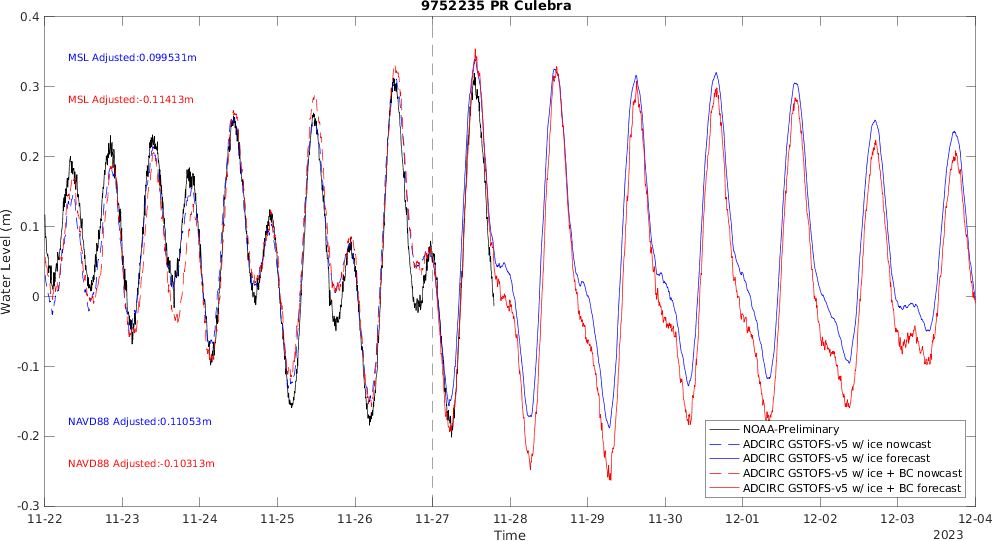 9752235 PR Culebra
0.4
0.3
0.2
0.1
0
-0.1
-0.2
-0.3
Water Level (m)
MSL Adjusted:0.099531m
MSL Adjusted:-0.11413m
NAVD88 Adjusted:0.11053m
NAVD88 Adjusted:-0.10313m
NOAA-Preliminary
ADCIRC GSTOFS-v5 w/ ice nowcast
ADCIRC GSTOFS-v5 w/ ice forecast
ADCIRC GSTOFS-v5 w/ ice + BC nowcast
ADCIRC GSTOFS-v5 w/ ice + BC forecast
11-22 11-23 11-24 11-25 11-26 11-27 11-28 11-29 11-30 12-01 12-02 12-03 12-04
Time
2023